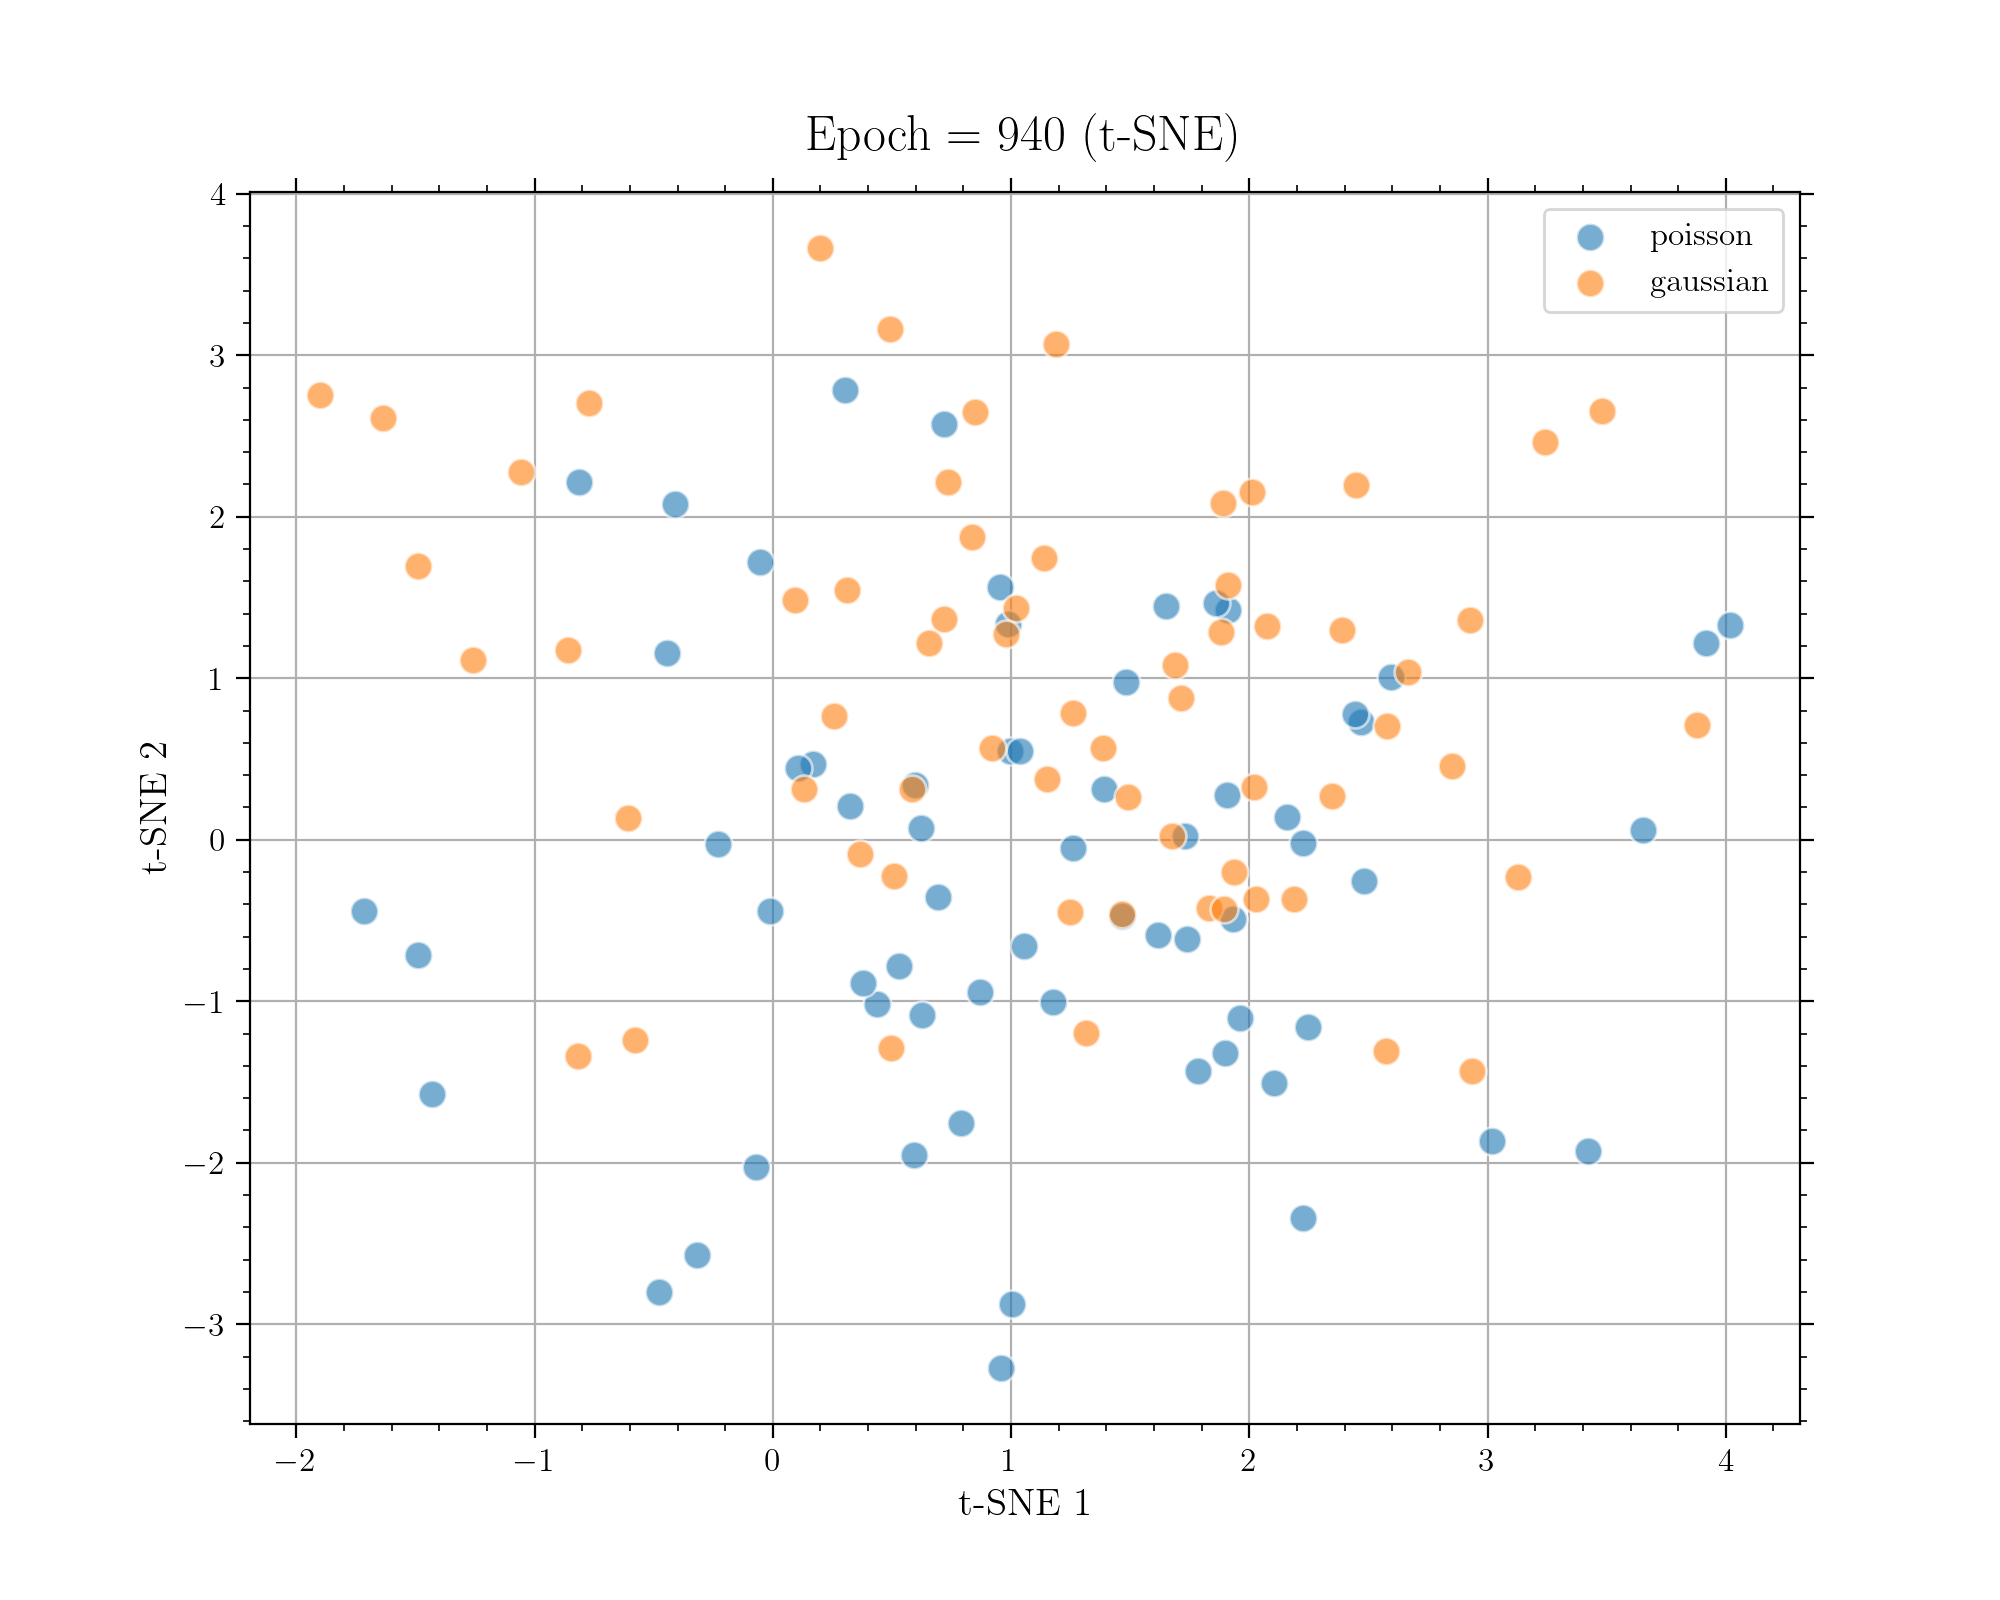 Epoch = 940 (t-SNE)
poisson
gaussian
4
3
2
1
0
−1
−2
−3
t-SNE 2
−2 −1 0 1 2 3 4
t-SNE 1